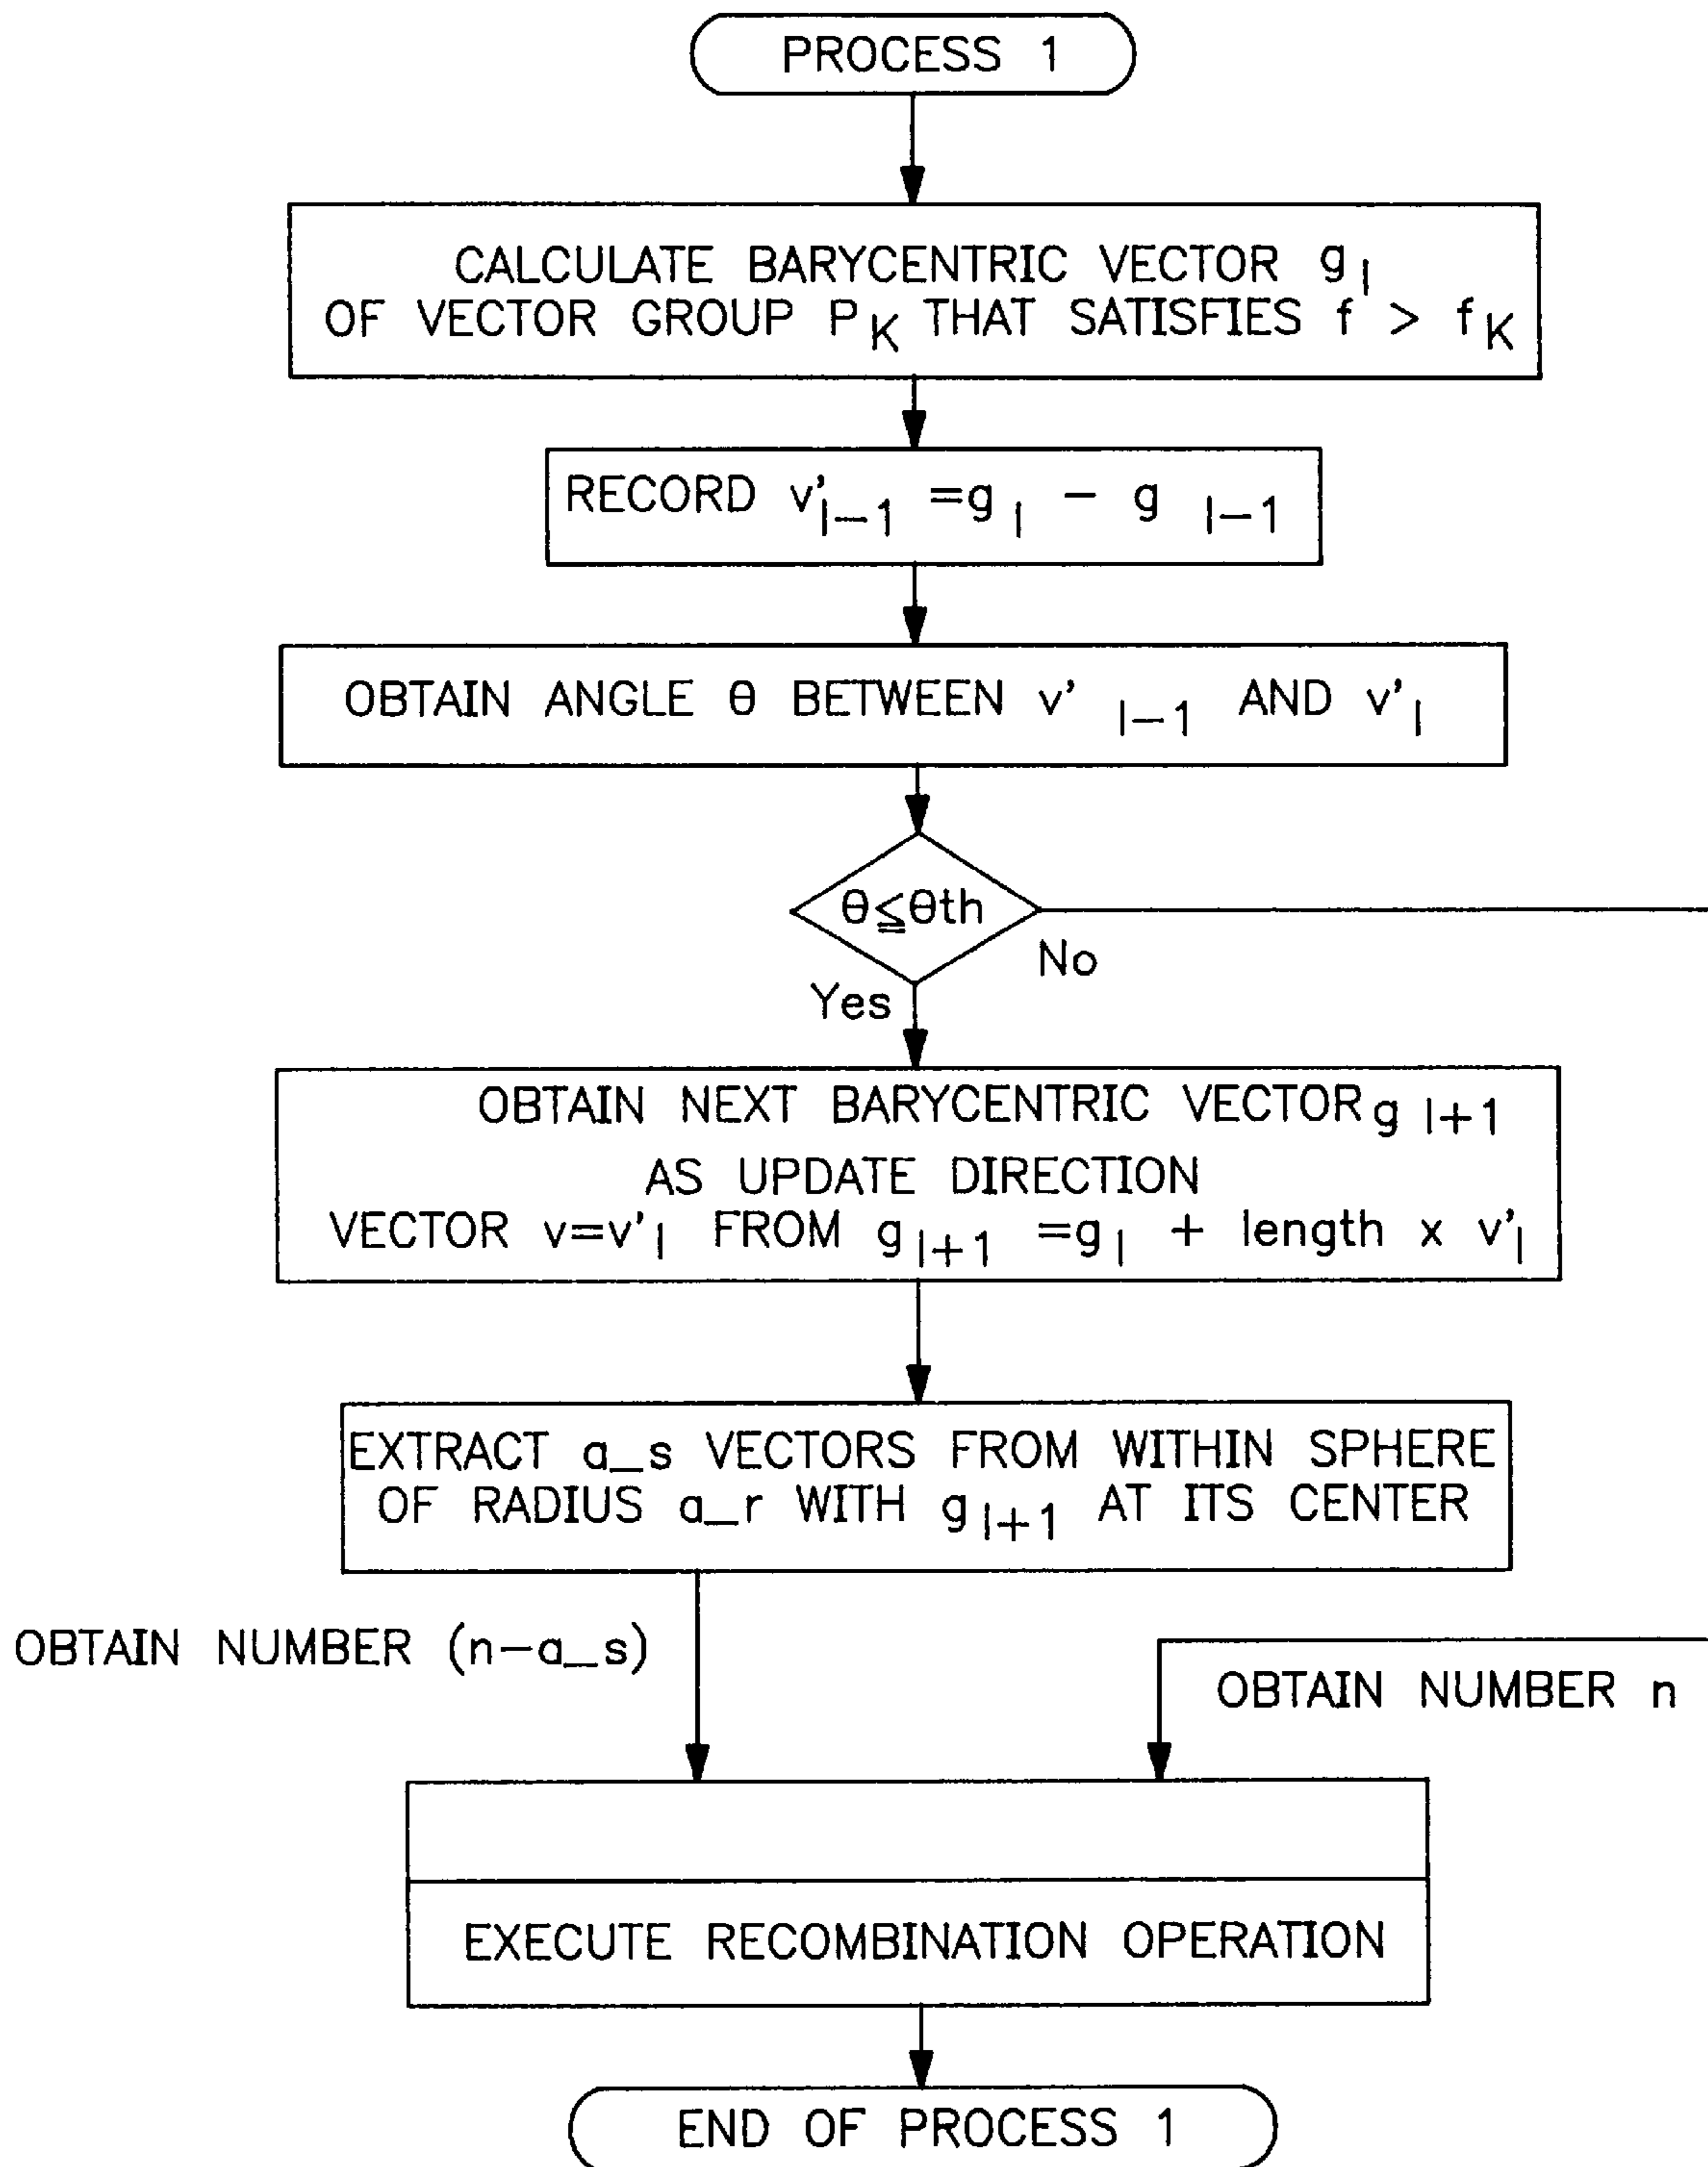 PROCESS 1
CALCULATE BARYCENTRIC VECTOR g l
OF VECTOR GROUP P K THAT SATISFIES f > f K
RECORD v' l-1 =g l - g l-1
OBTAIN ANGLE θ BETWEEN v' l-1 AND v' l
θ≦θth
No
Yes
OBTAIN NEXT BARYCENTRIC VECTOR g l+1
AS UPDATE DIRECTION
VECTOR v=v' l FROM g l+1 =g l + length x v' l
EXTRACT a_s VECTORS FROM WITHIN SPHERE
OF RADIUS a_r WITH g l+1 AT ITS CENTER
OBTAIN NUMBER (n-a_s)
OBTAIN NUMBER n
EXECUTE RECOMBINATION OPERATION
END OF PROCESS 1